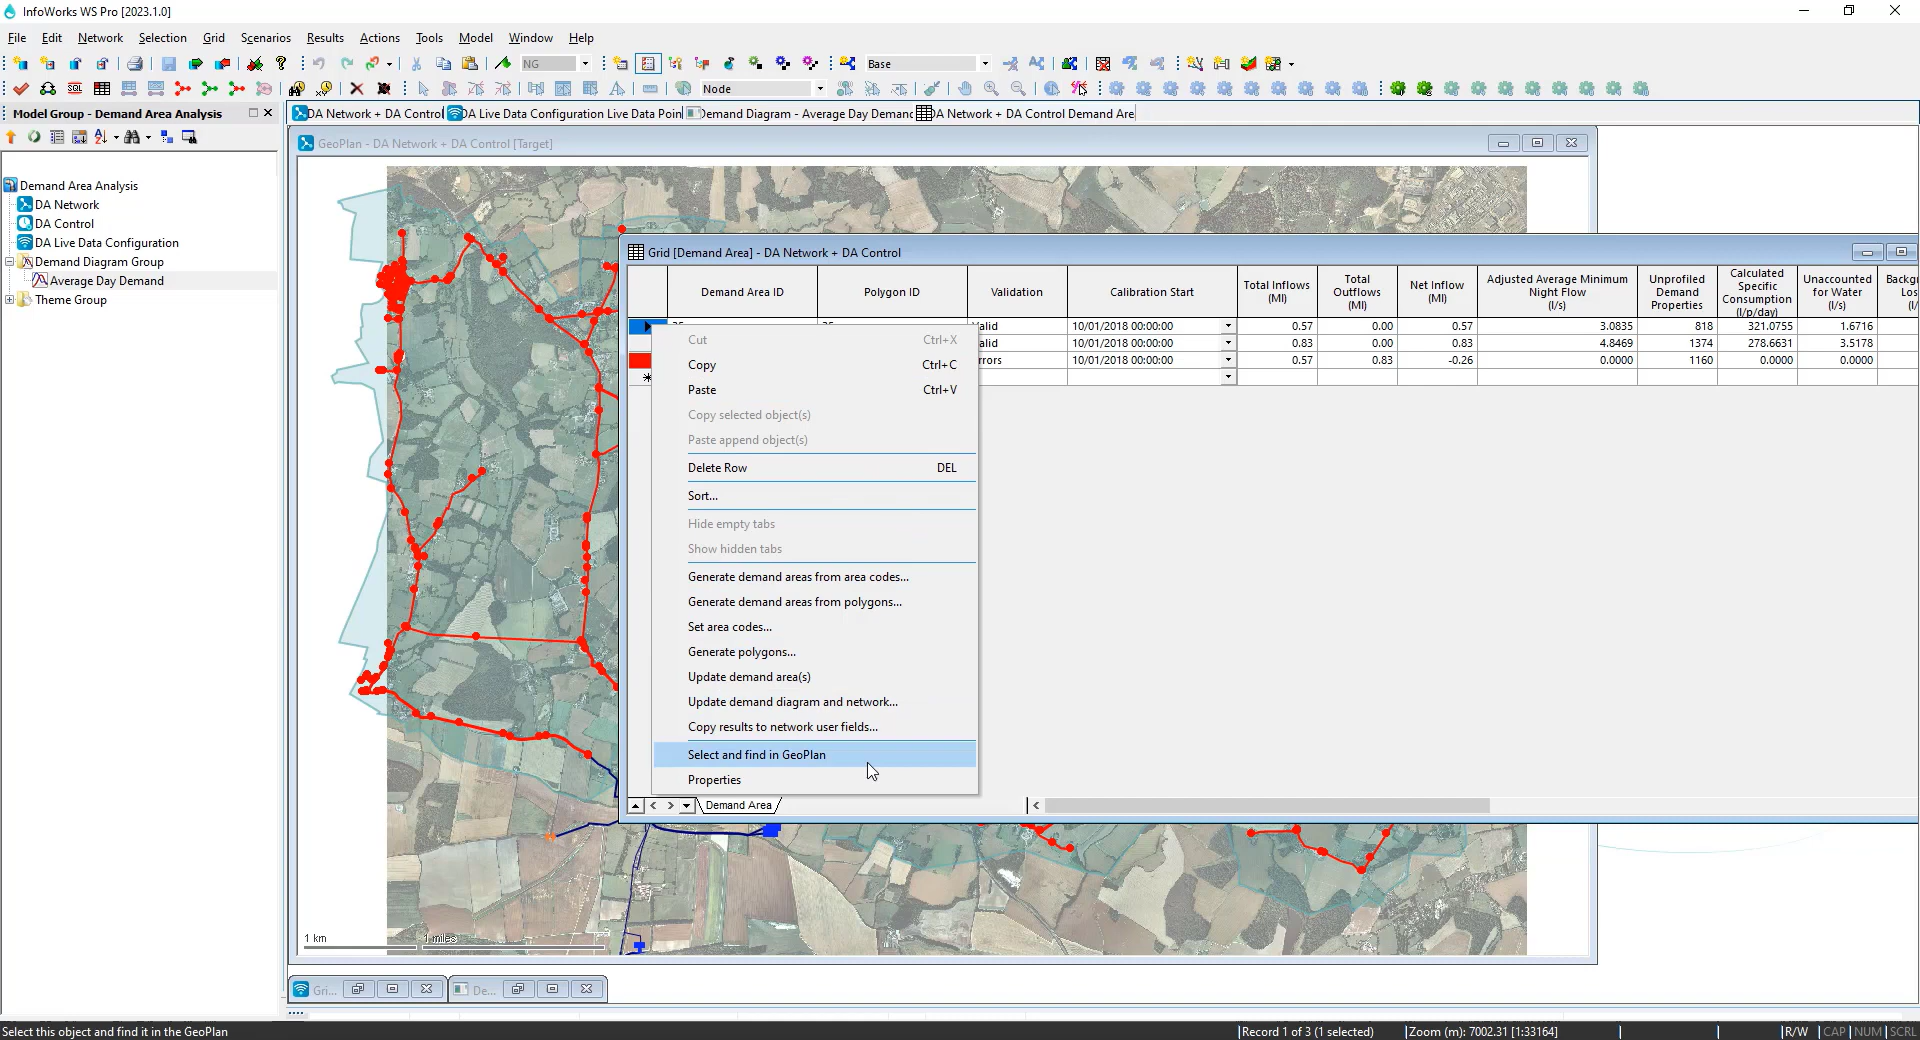 InfoWorks WS Pro [2023.1.0]
File Edit Network Selection Grid Scenarios Results Actions Tools Model Window Help
NG
Base
SQL
Node
Model Group - Demand Area Analysis
DA Network + DA Control
DA Live Data Configuration Live Data Poin
Demand Diagram - Average Day Demand
DA Network + DA Control Demand Are
Demand Area Analysis
DA Network
DA Control
DA Live Data Configuration
Demand Diagram Group
Average Day Demand
Theme Group
GeoPlan - DA Network + DA Control [Target]
Grid [Demand Area] - DA Network + DA Control
Demand Area ID
Polygon ID
Validation
Calibration Start
Total Inflows (Ml)
Total Outflows (Ml)
Net Inflow (Ml)
Adjusted Average Minimum Night Flow (l/s)
Unprofiled Demand Properties
Calculated Specific Consumption (l/p/day)
Unaccounted for Water (l/s)
Backg
Los
(l/
alid 10/01/2018 00:00:00 0.57 0.00 0.57 3.0835 818 321.0755 1.6716
alid 10/01/2018 00:00:00 0.83 0.00 0.83 4.8469 1374 278.6631 3.5178
rrors 10/01/2018 00:00:00 0.57 0.83 -0.26 0.0000 1160 0.0000 0.0000
Cut Ctrl+X
Copy Ctrl+C
Paste Ctrl+V
Copy selected object(s)
Paste append object(s)
Delete Row DEL
Sort...
Hide empty tabs
Show hidden tabs
Generate demand areas from area codes...
Generate demand areas from polygons...
Set area codes...
Generate polygons...
Update demand area(s)
Update demand diagram and network...
Copy results to network user fields...
Select and find in GeoPlan
Properties
Demand Area
1 km
1 miles
Gri...
De...
Select this object and find it in the GeoPlan
Record 1 of 3 (1 selected)
Zoom (m): 7002.31 [1:33164]
R/W CAP NUM SCRL